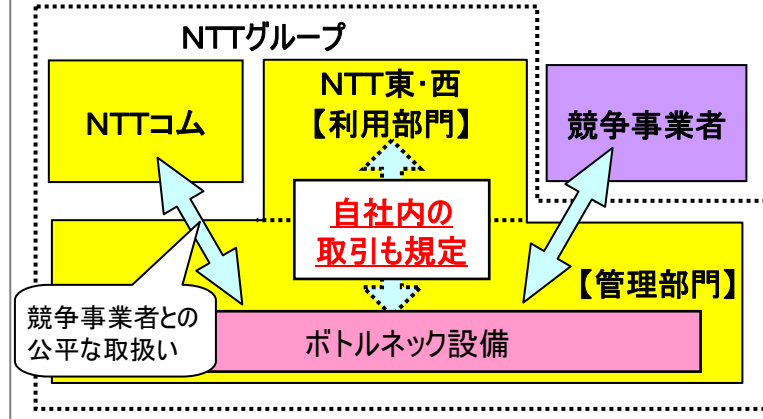 NTTグループ
NTTコム
NTT東・西
【利用部門】
競争事業者
自社内の
取引も規定
【管理部門】
競争事業者との
公平な取扱い
ボトルネック設備